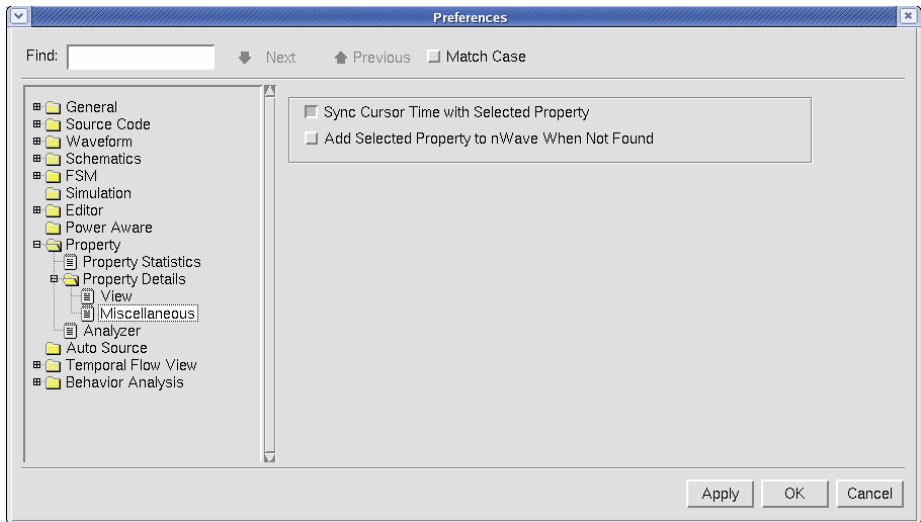 Preferences
Find:
Next
Previous
Match Case
General
Source Code
Waveform
Schematics
FSM
Simulation
Editor
Power Aware
Property
Property Statistics
Property Details
View
Miscellaneous
Analyzer
Auto Source
Temporal Flow View
Behavior Analysis
Sync Cursor Time with Selected Property
Add Selected Property to nWave When Not Found
Apply
OK
Cancel